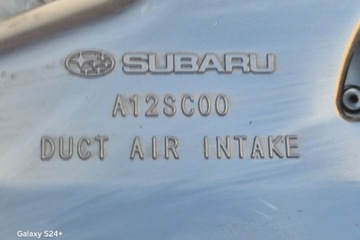 SUBARU
A12SC00
DUCT AIR INTAKE
Galaxy S24+